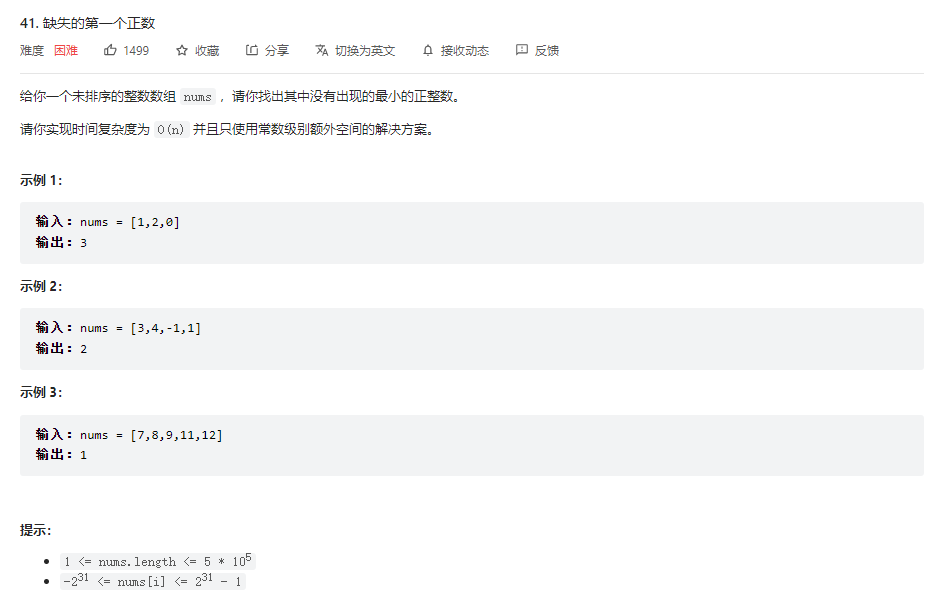 41. 缺失的第一个正数
难度 困难 1499 收藏 分享 切换为英文 接收动态 反馈
给你一个未排序的整数数组 nums ，请你找出其中没有出现的最小的正整数。
请你实现时间复杂度为 O(n) 并且只使用常数级别额外空间的解决方案。
示例 1：
输入：nums = [1,2,0]
输出：3
示例 2：
输入：nums = [3,4,-1,1]
输出：2
示例 3：
输入：nums = [7,8,9,11,12]
输出：1
提示：
1 <= nums.length <= 5 * 10⁵
-2³¹ <= nums[i] <= 2³¹ - 1